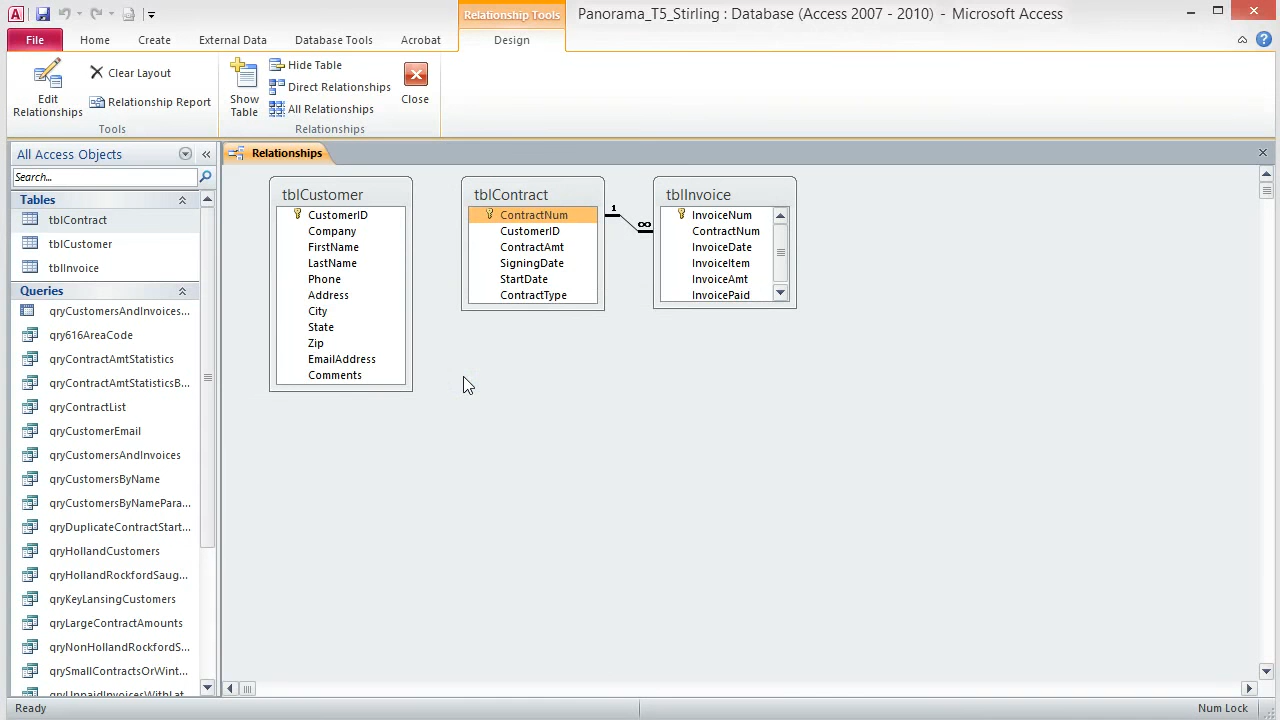 Relationship Tools
Panorama_T5_Stirling : Database (Access 2007 - 2010) - Microsoft Access
File
Home
Create
External Data
Database Tools
Acrobat
Design
Edit Relationships
Clear Layout
Relationship Report
Tools
Show Table
Hide Table
Direct Relationships
All Relationships
Relationships
Close
All Access Objects
Search...
Tables
tblContract
tblCustomer
tblInvoice
Queries
qryCustomersAndInvoices...
qry616AreaCode
qryContractAmtStatistics
qryContractAmtStatisticsB...
qryContractList
qryCustomerEmail
qryCustomersAndInvoices
qryCustomersByName
qryCustomersByNamePara...
qryDuplicateContractStart...
qryHollandCustomers
qryHollandRockfordSaug...
qryKeyLansingCustomers
qryLargeContractAmounts
qryNonHollandRockfordS...
qrySmallContractsOrWint...
qryUnpaidInvoicesWithLat...
Relationships
tblCustomer
CustomerID
Company
FirstName
LastName
Phone
Address
City
State
Zip
EmailAddress
Comments
tblContract
ContractNum
CustomerID
ContractAmt
SigningDate
StartDate
ContractType
1
∞
tblInvoice
InvoiceNum
ContractNum
InvoiceDate
InvoiceItem
InvoiceAmt
InvoicePaid
Ready
Num Lock